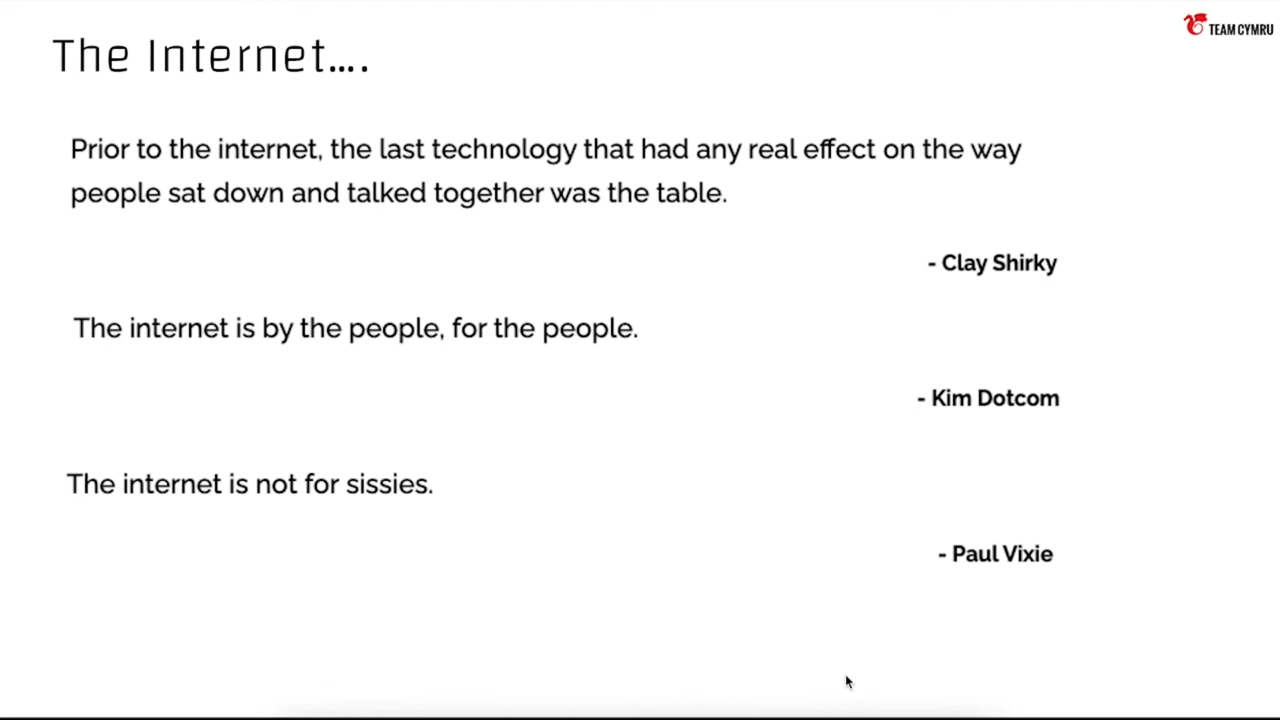 The Internet....
TEAM CYMRU
Prior to the internet, the last technology that had any real effect on the way
people sat down and talked together was the table.
- Clay Shirky
The internet is by the people, for the people.
- Kim Dotcom
The internet is not for sissies.
- Paul Vixie